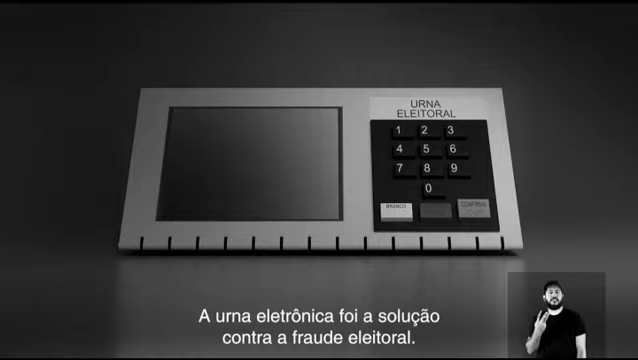 URNA
ELEITORAL
1 2 3
4 5 6
7 8 9
0
BRANCO
CONFIRMA
A urna eletrônica foi a solução
contra a fraude eleitoral.